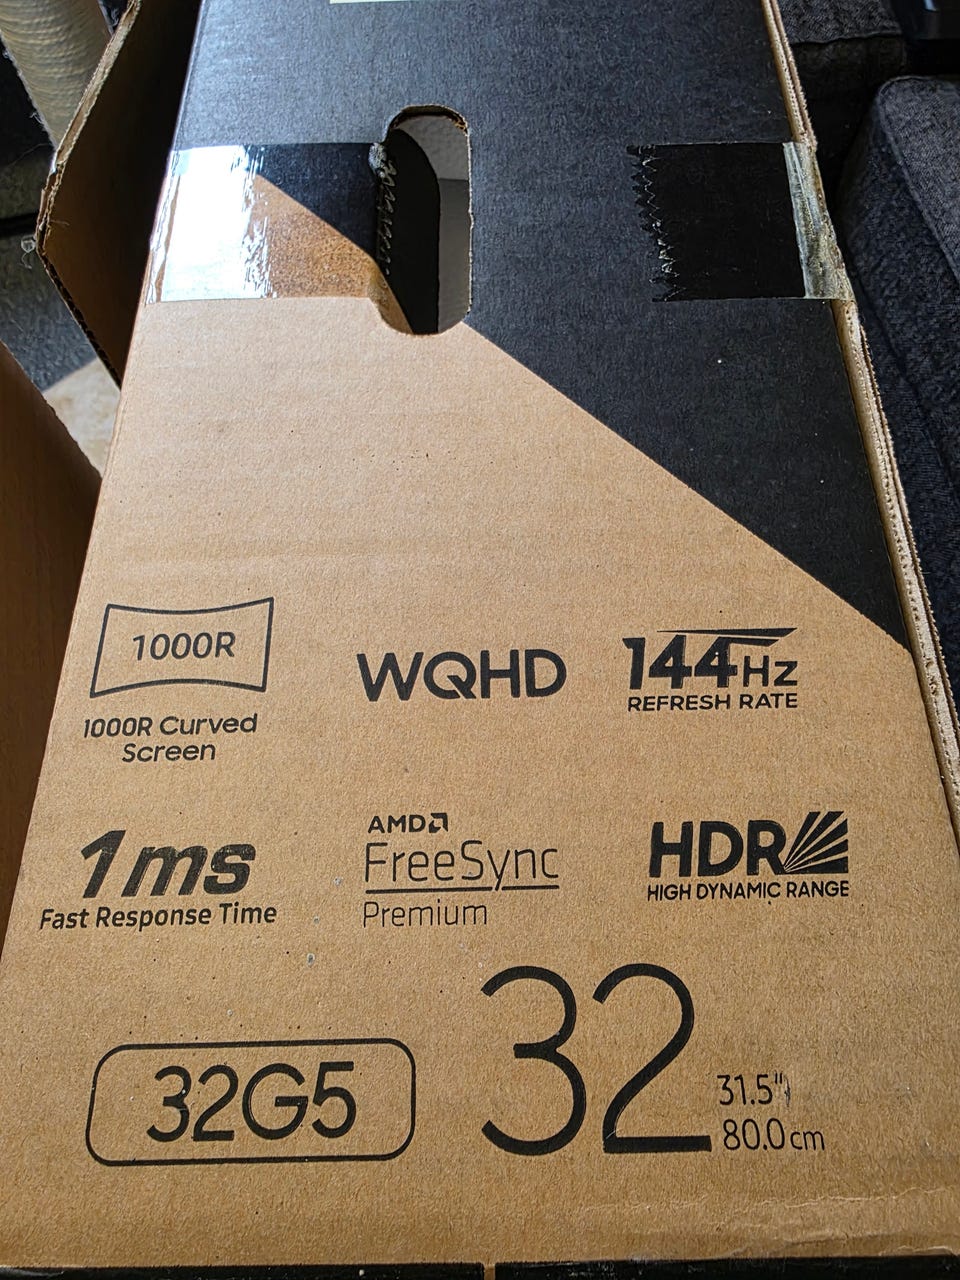 1000R
1000R Curved
Screen
WQHD
144Hz
REFRESH RATE
1ms
Fast Response Time
AMD
FreeSync
Premium
HDR
HIGH DYNAMIC RANGE
32G5
32
31.5"
80.0cm